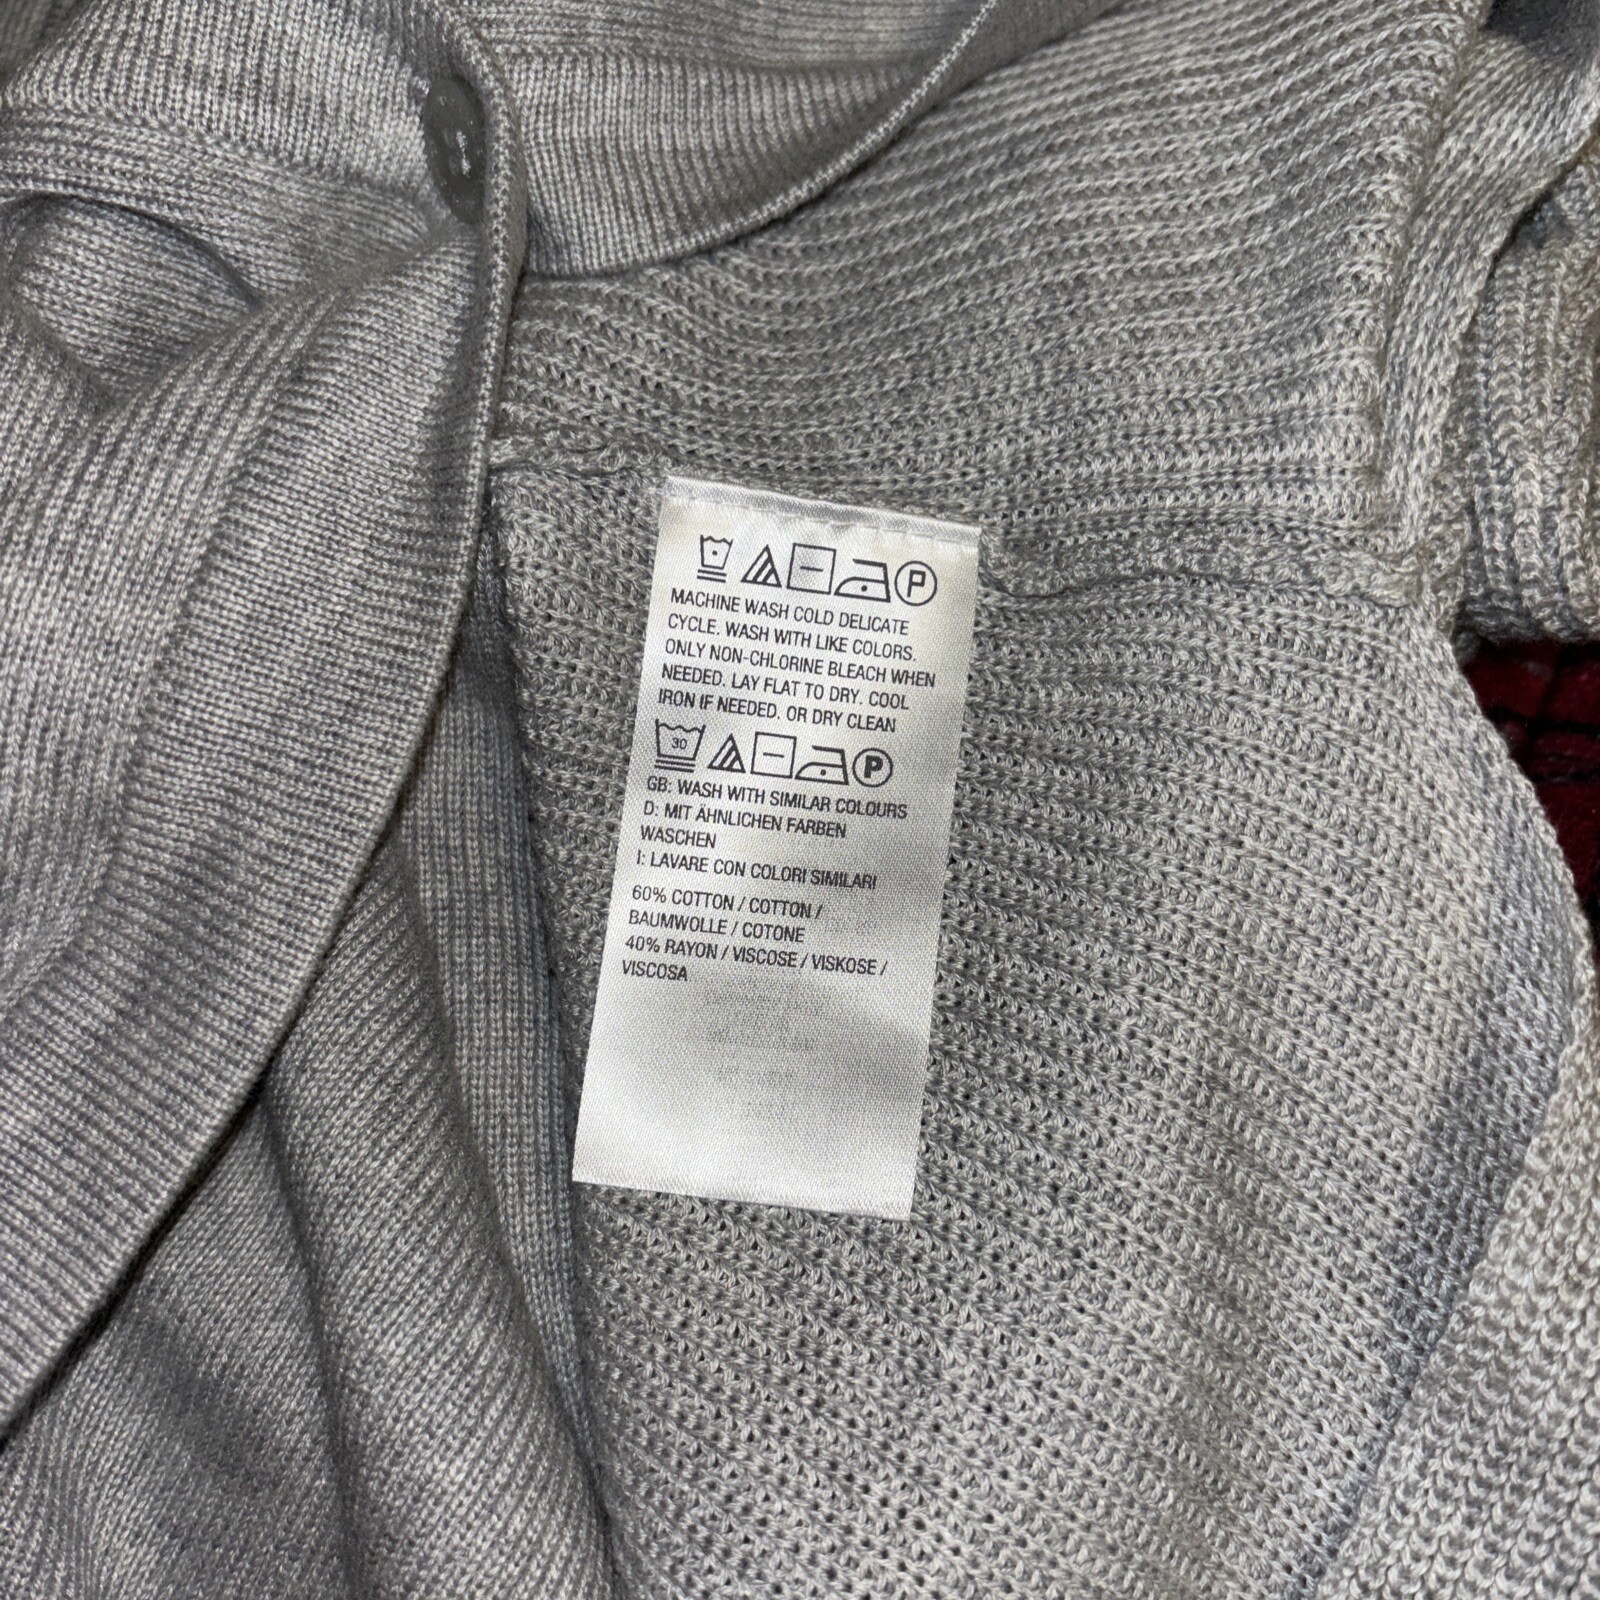 P
MACHINE WASH COLD DELICATE
CYCLE. WASH WITH LIKE COLORS.
ONLY NON-CHLORINE BLEACH WHEN
NEEDED. LAY FLAT TO DRY. COOL
IRON IF NEEDED. OR DRY CLEAN
30 P
GB: WASH WITH SIMILAR COLOURS
D: MIT ÄHNLICHEN FARBEN
WASCHEN
I: LAVARE CON COLORI SIMILARI
60% COTTON / COTTON /
BAUMWOLLE / COTONE
40% RAYON / VISCOSE / VISKOSE /
VISCOSA